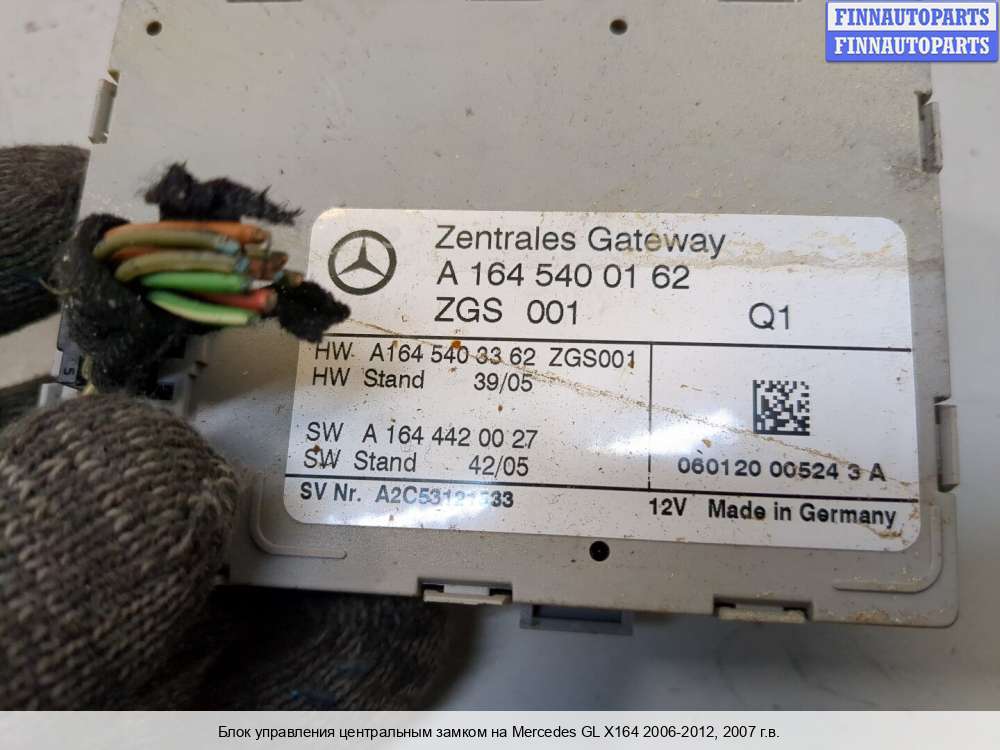 FINNAUTOPARTS
FINNAUTOPARTS
Zentrales Gateway
A 164 540 01 62
ZGS 001 Q1
HW A164 540 33 62 ZGS001
HW Stand 39/05
SW A 164 442 00 27
SW Stand 42/05
060120 00524 3 A
SV Nr.
12V Made in Germany
Блок управления центральным замком на Mercedes GL X164 2006-2012, 2007 г.в.